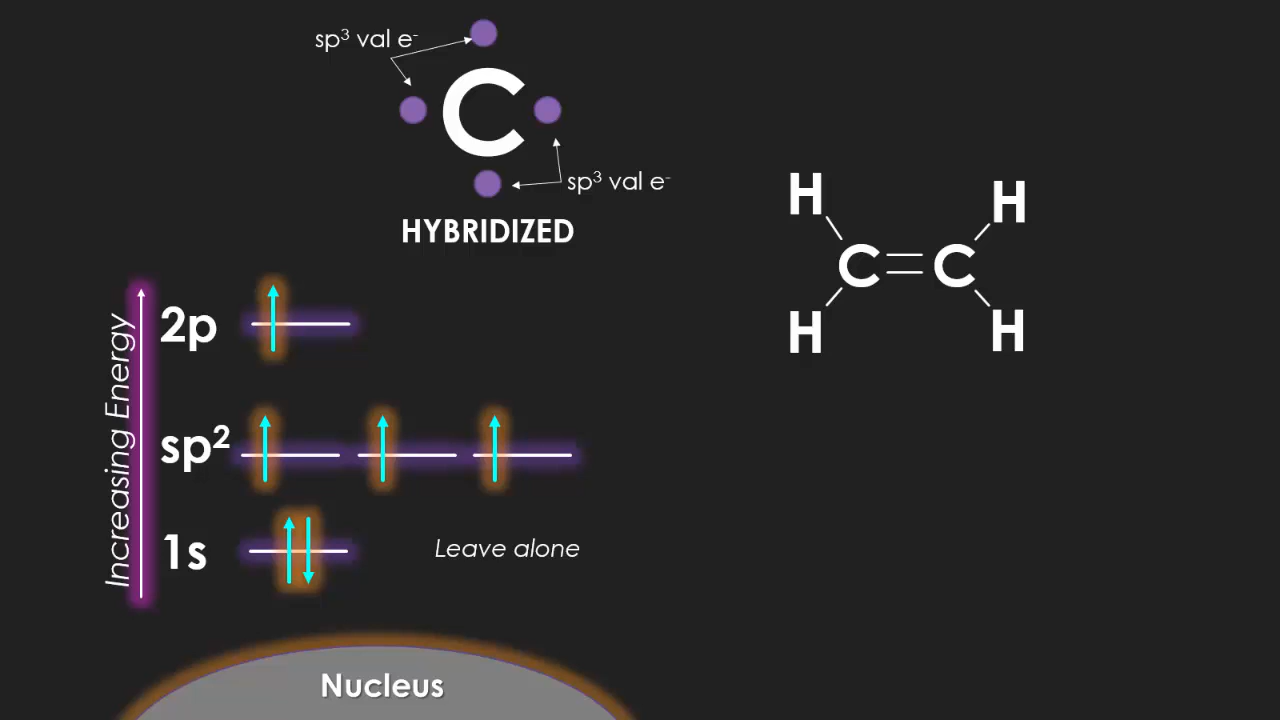 sp³ val e⁻
C
sp³ val e⁻
HYBRIDIZED
H H
C = C
H H
2p
sp²
1s
Leave alone
Increasing Energy
Nucleus